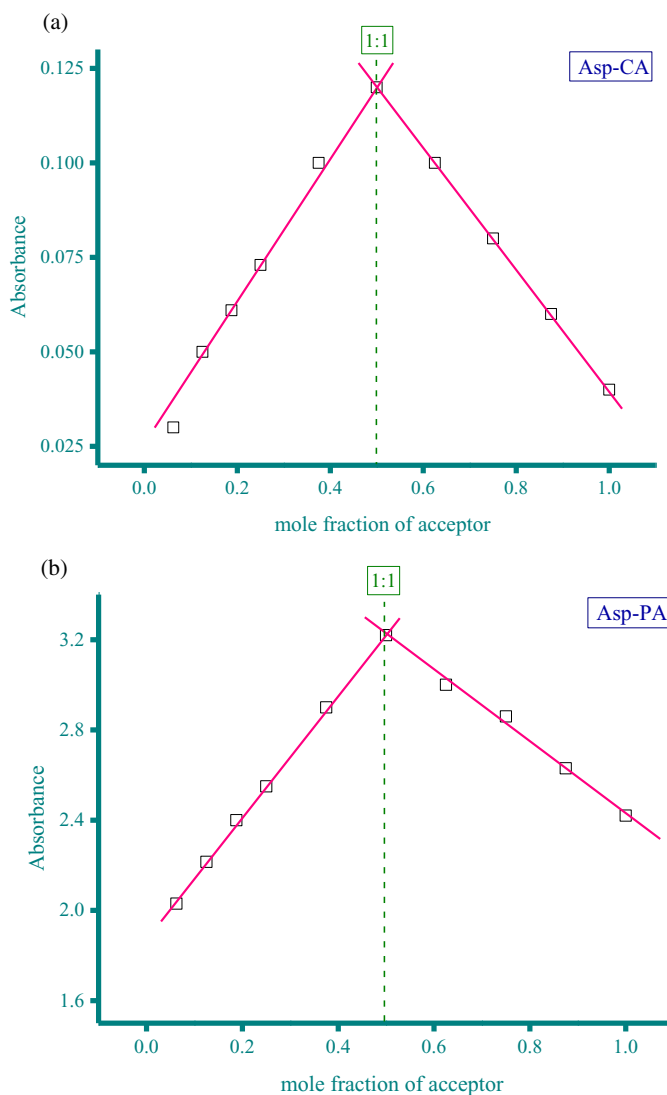 (a)
1:1
Asp-CA
0.125
0.100
0.075
0.050
0.025
Absorbance
0.0 0.2 0.4 0.6 0.8 1.0
mole fraction of acceptor
(b)
1:1
Asp-PA
3.2
2.8
2.4
2.0
1.6
Absorbance
0.0 0.2 0.4 0.6 0.8 1.0
mole fraction of acceptor